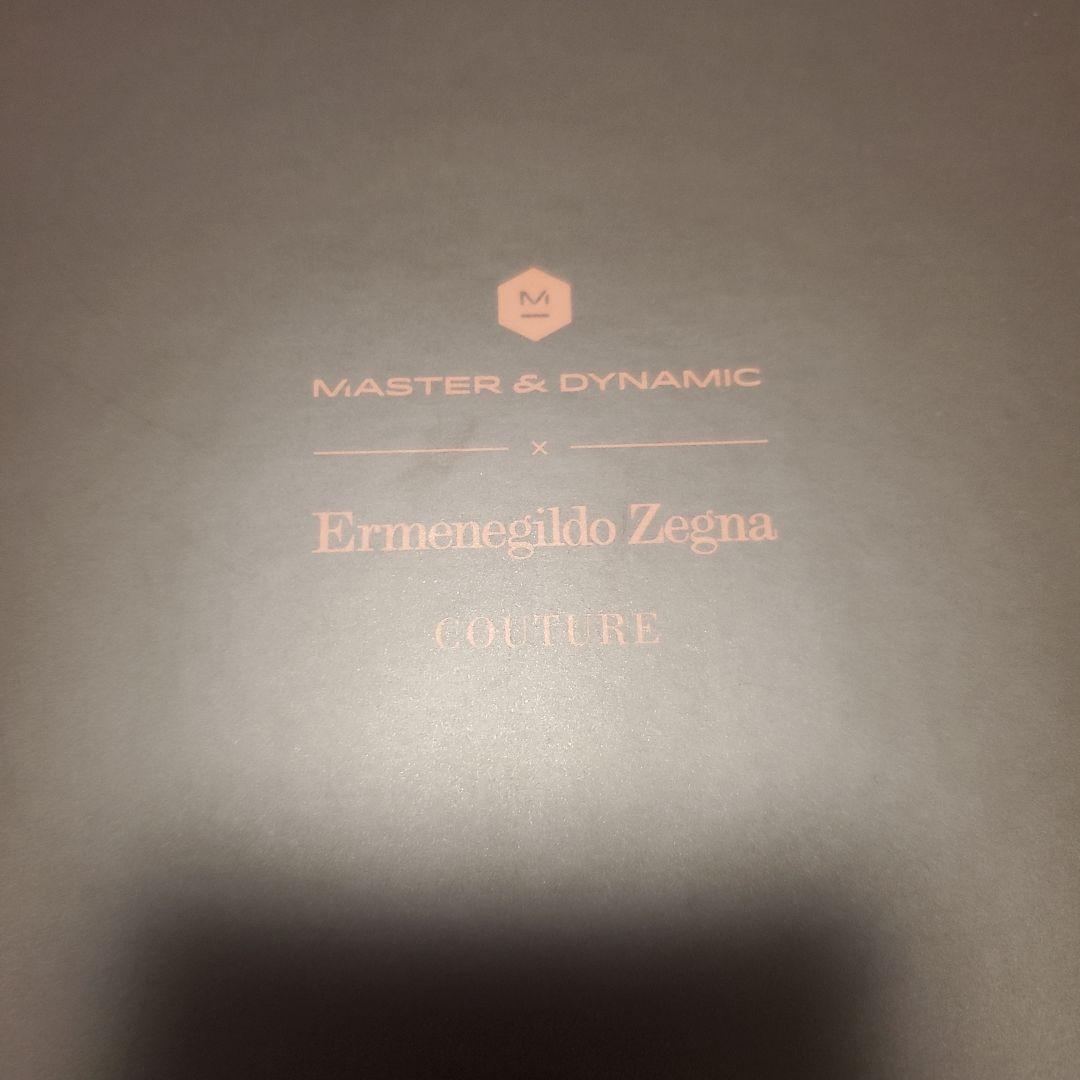 M
MASTER & DYNAMIC
×
Ermenegildo Zegna
COUTURE